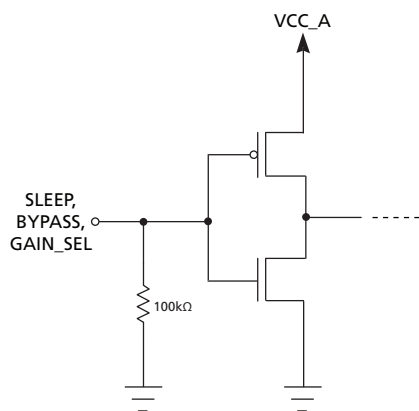 VCC_A
SLEEP,
BYPASS,
GAIN_SEL
100kΩ